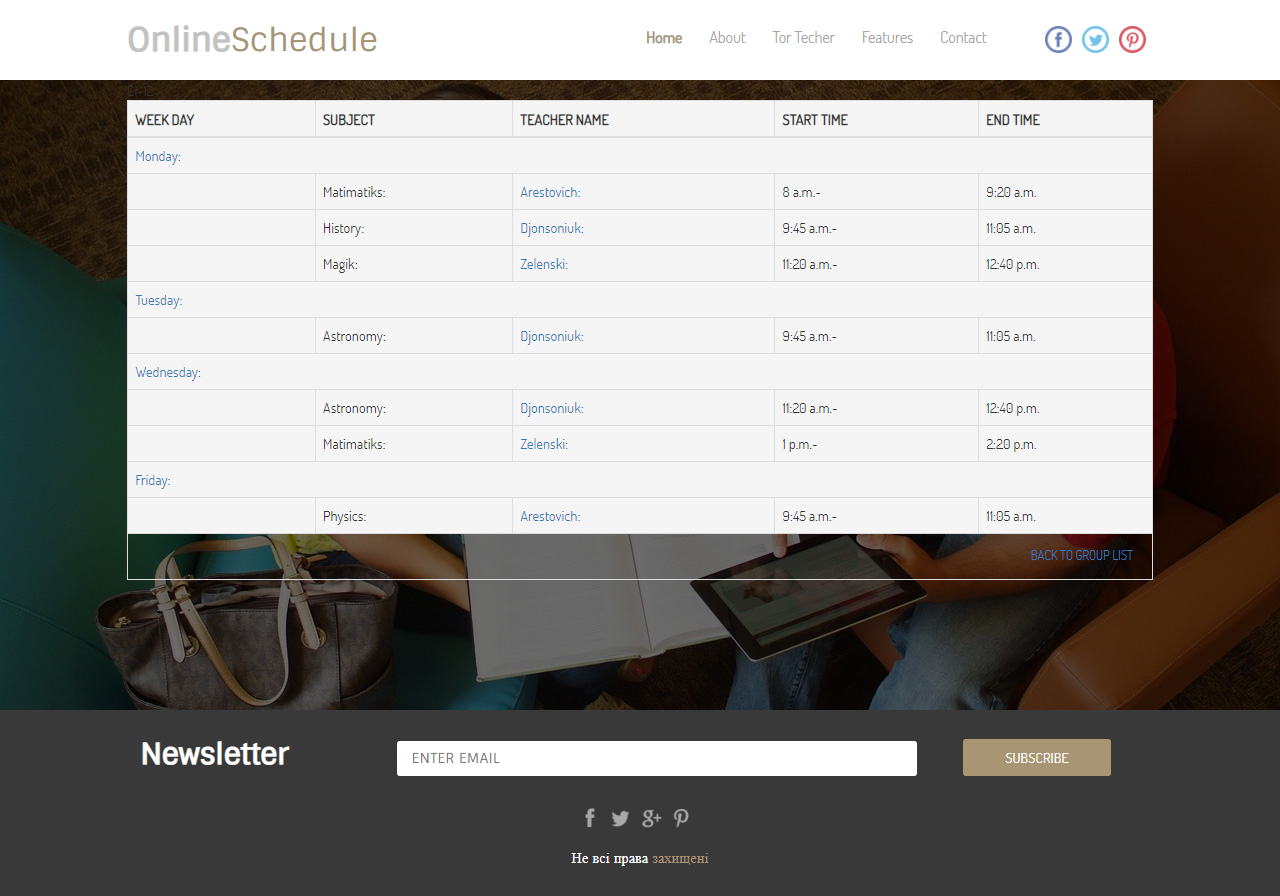 OnlineSchedule Home About Tor Techer Features Contact
WEEK DAY SUBJECT TEACHER NAME START TIME END TIME
Monday:
Matimatiks: Arestovich: 8 a.m.- 9:20 a.m.
History: Djonsoniuk: 9:45 a.m.- 11:05 a.m.
Magik: Zelenski: 11:20 a.m.- 12:40 p.m.
Tuesday:
Astronomy: Djonsoniuk: 9:45 a.m.- 11:05 a.m.
Wednesday:
Astronomy: Djonsoniuk: 11:20 a.m.- 12:40 p.m.
Matimatiks: Zelenski: 1 p.m.- 2:20 p.m.
Friday:
Physics: Arestovich: 9:45 a.m.- 11:05 a.m.
BACK TO GROUP LIST
Newsletter ENTER EMAIL SUBSCRIBE
Не всі права захищені